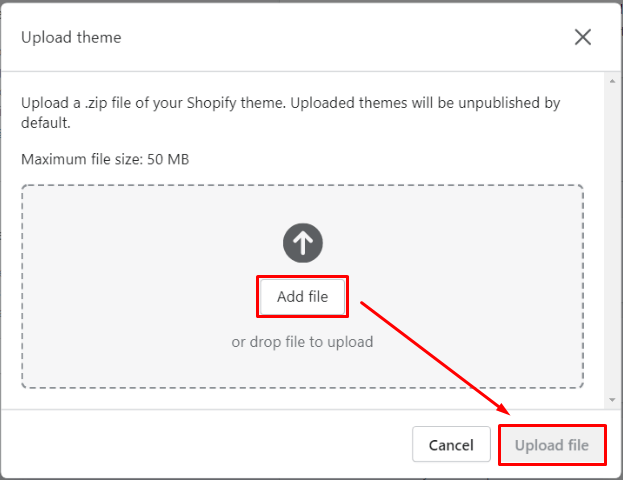 Upload theme
Upload a .zip file of your Shopify theme. Uploaded themes will be unpublished by
default.
Maximum file size: 50 MB
Add file
or drop file to upload
Cancel
Upload file